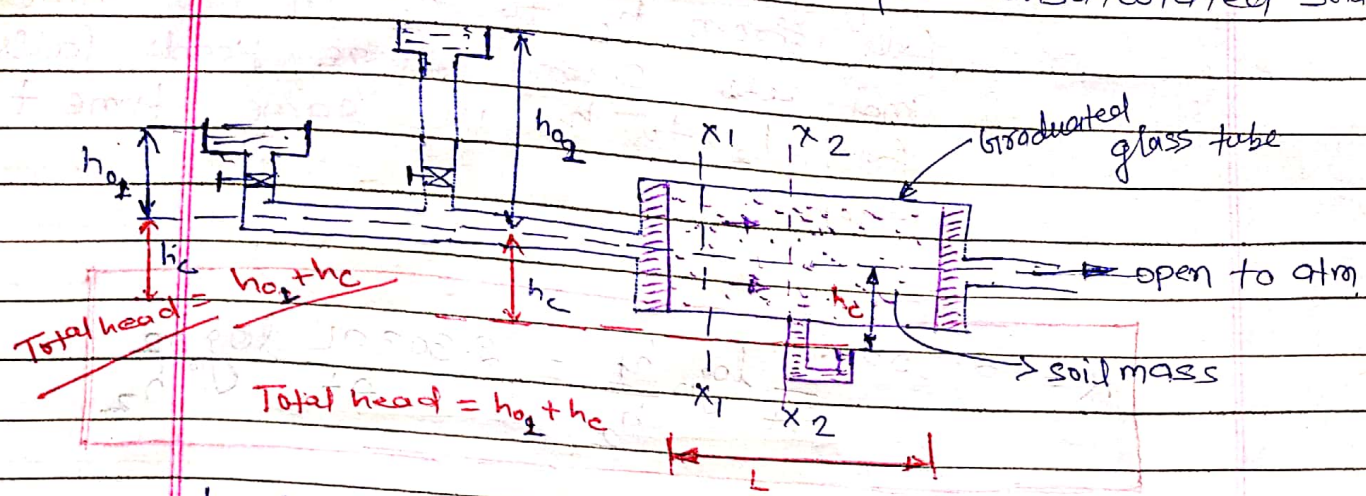 h₀₂
X1 X2
Graduated
glass tube
h₀₁
hc
hc
hc
open to atm
Total head = h₀₁+hc
soil mass
Total head = h₀₂+hc
X1 X2
L